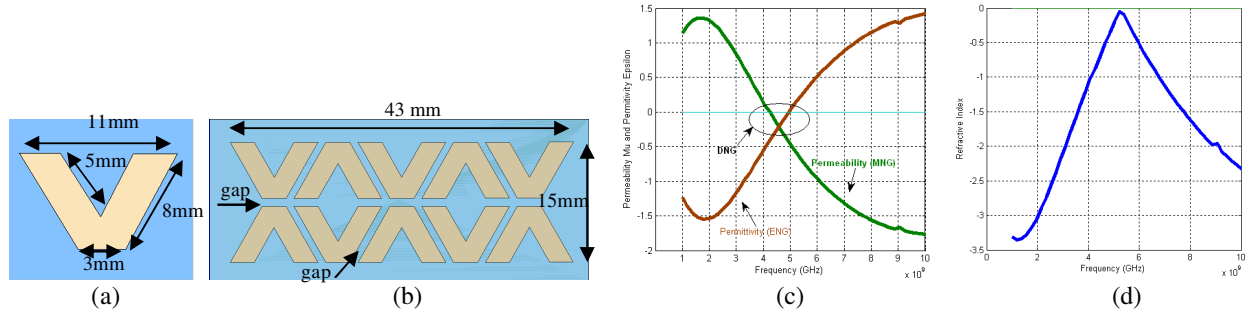 11mm
5mm
8mm
3mm
(a)
43 mm
gap
15mm
gap
(b)
Permeability Mu and Permitivity Epsilon
1.5
1
0.5
0
-0.5
-1
-1.5
-2
DNG
Permeability (MNG)
Permittivity (ENG)
0 1 2 3 4 5 6 7 8 9 10
Frequency (GHz)
x 10^9
(c)
Refractive Index
0
-0.5
-1
-1.5
-2
-2.5
-3
-3.5
0 2 4 6 8 10
Frequency (GHz)
x 10^9
(d)